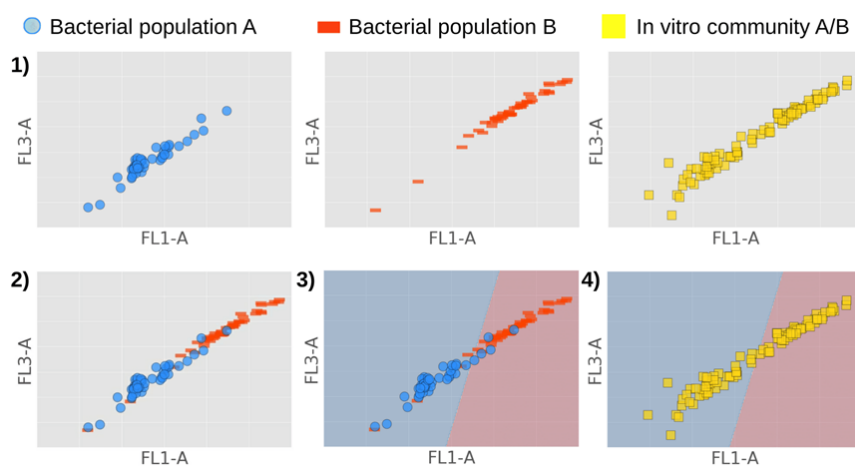 Bacterial population A
Bacterial population B
In vitro community A/B
1)
FL3-A
FL1-A
FL3-A
FL1-A
FL3-A
FL1-A
2)
FL3-A
FL1-A
3)
FL3-A
FL1-A
4)
FL3-A
FL1-A